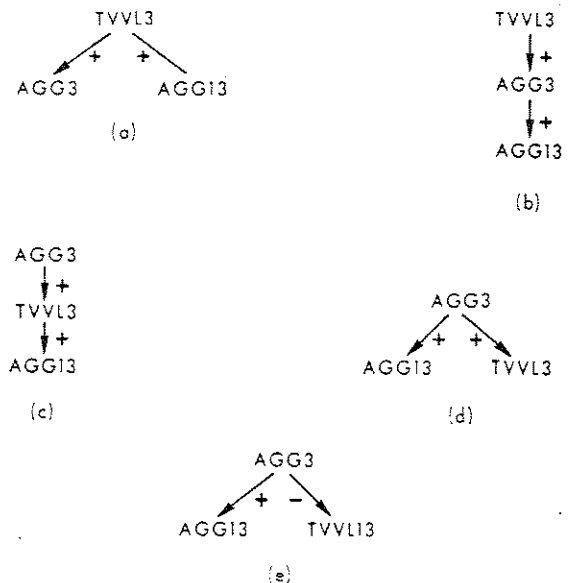 TVVL3
+ +
AGG3 AGG13
(a)
TVVL3
+
AGG3
+
AGG13
(b)
AGG3
+
TVVL3
+
AGG13
(c)
AGG3
+ +
AGG13 TVVL3
(d)
AGG3
+ −
AGG13 TVVL13
(e)